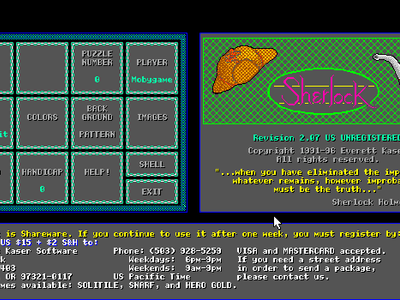 PUZZLE
NUMBER
0
PLAYER
Mobygame
it
COLORS
BACK
GROUND
PATTERN
IMAGES
HANDICAP
0
HELP!
SHELL
EXIT
Sherlock
Revision 2.07 US UNREGISTERED
Copyright 1991-96 Everett Kas
All rights reserved.
"...when you have eliminated the imp
whatever remains, however improba
must be the truth..."
Sherlock Holm
is Shareware. If you continue to use it after one week, you must register by:
US $15 + $2 S&H to:
Kaser Software Phone: (503) 928-5259 VISA and MASTERCARD accepted.
k Weekdays: 6pm-9pm If you need a street address
403 Weekends: 9am-9pm in order to send a package,
OR 97321-0117 US Pacific Time please contact us.
mes available: SOLITILE, SNARF, and HERO GOLD.